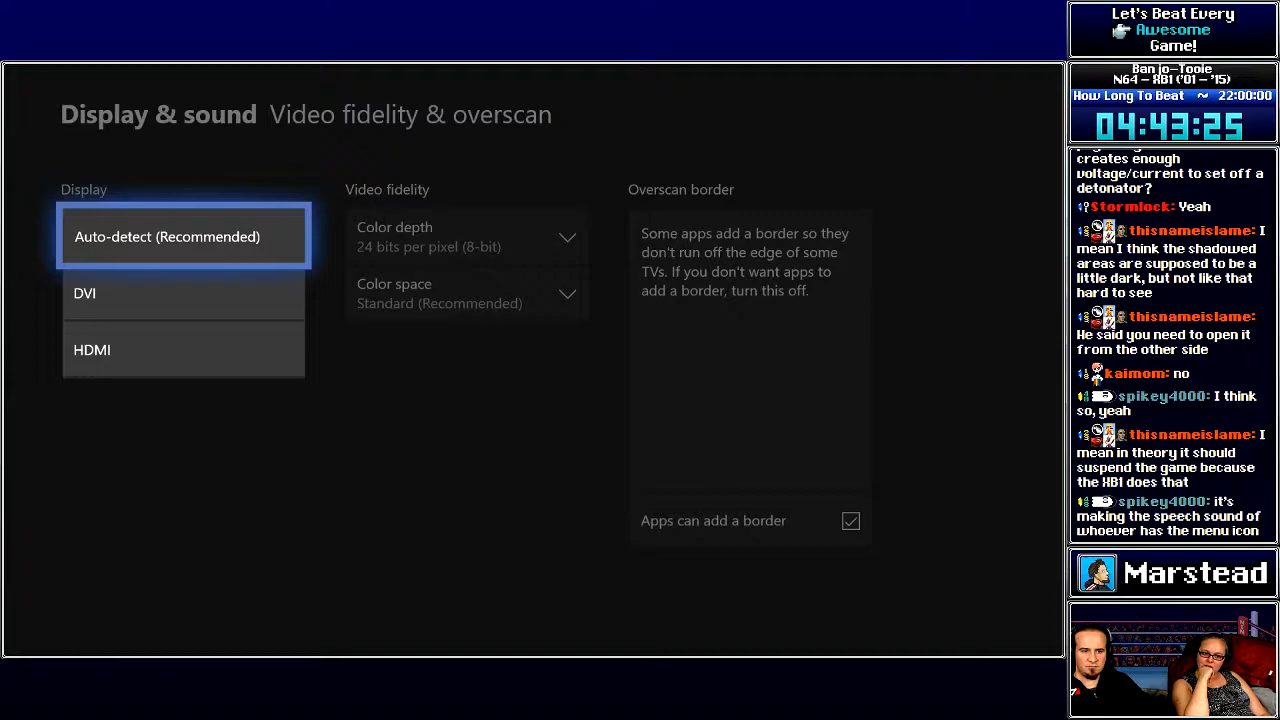 Let's Beat Every
Awesome
Game!
Banjo-Tooie
N64 — XB1 ('01 – '15)
How Long To Beat ~ 22:00:00
04:43:25
Display & sound Video fidelity & overscan
Display
Auto-detect (Recommended)
DVI
HDMI
Video fidelity
Color depth
24 bits per pixel (8-bit)
Color space
Standard (Recommended)
Overscan border
Some apps add a border so they
don't run off the edge of some
TVs. If you don't want apps to
add a border, turn this off.
Apps can add a border
creates enough
voltage/current to set off a
detonator?
Stormlock: Yeah
thisnameislame: I
mean I think the shadowed
areas are supposed to be a
little dark, but not like that
hard to see
thisnameislame:
He said you need to open it
from the other side
kaimom: no
spikey4000: I think
so, yeah
thisnameislame: I
mean in theory it should
suspend the game because
the XB1 does that
spikey4000: it's
making the speech sound of
whoever has the menu icon
Marstead